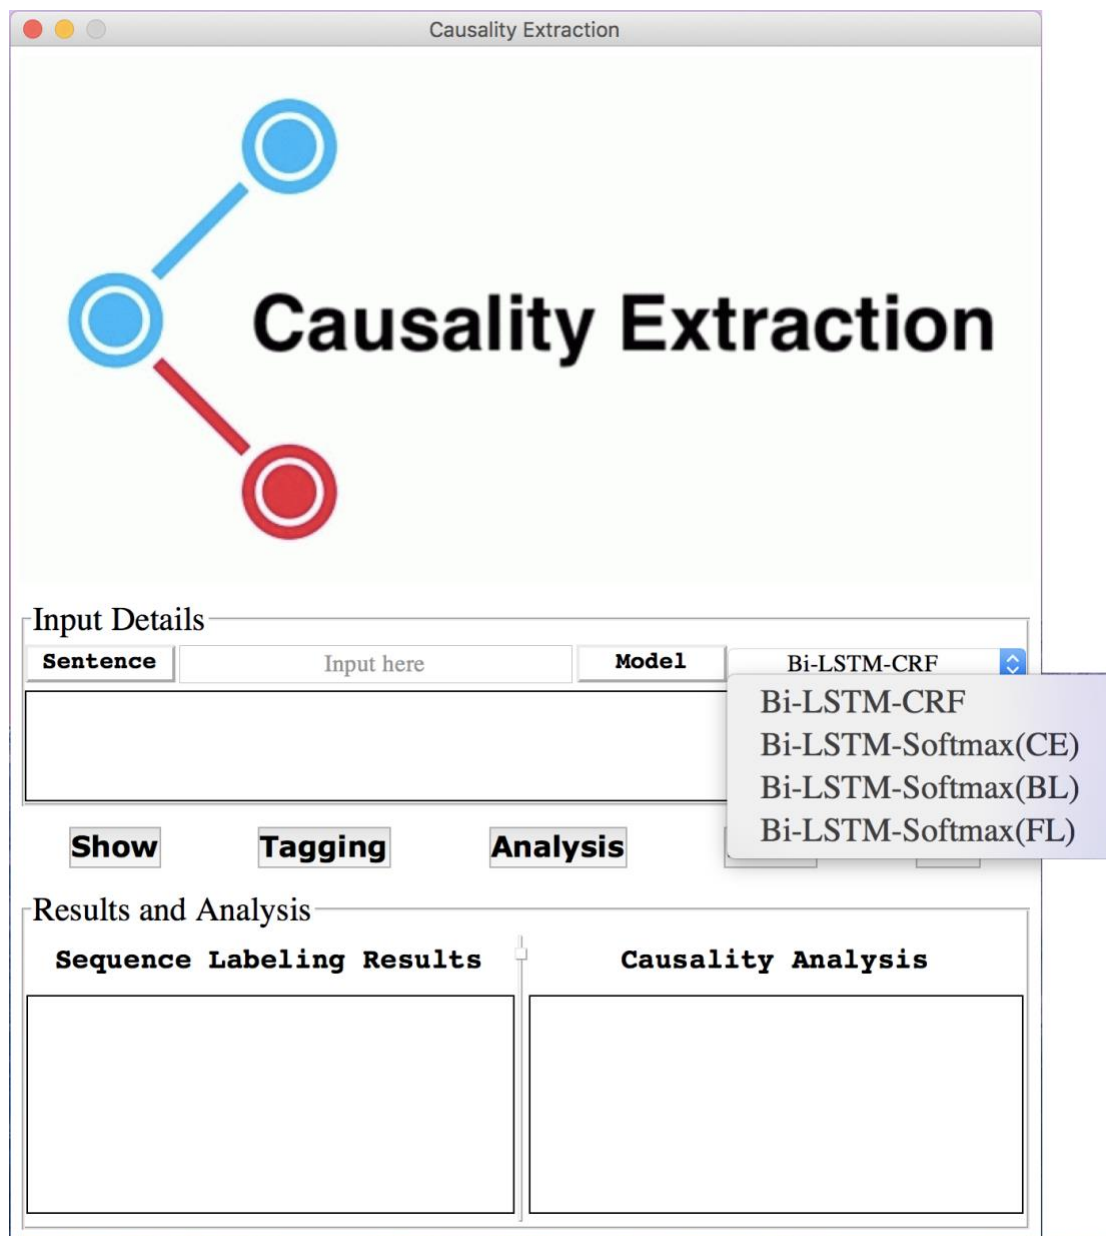 Causality Extraction
Causality Extraction
Input Details
Sentence Input here Model Bi-LSTM-CRF
Bi-LSTM-CRF
Bi-LSTM-Softmax(CE)
Bi-LSTM-Softmax(BL)
Bi-LSTM-Softmax(FL)
Show Tagging Analysis
Results and Analysis
Sequence Labeling Results Causality Analysis